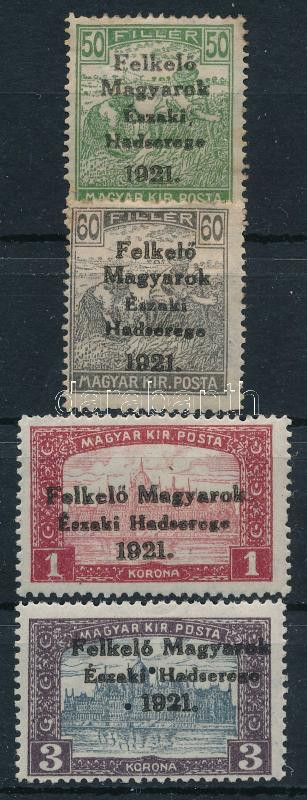 50 FILLÉR 50
Felkelő
Magyarok
Északi
Hadserege
1921.
MAGYAR KIR. POSTA
60 FILLÉR 60
Felkelő
Magyarok
Északi
Hadserege
1921.
MAGYAR KIR. POSTA
darabanth
MAGYAR KIR. POSTA
Felkelő Magyarok
Északi Hadserege
1921.
1 KORONA 1
MAGYAR KIR. POSTA
Felkelő Magyarok
Északi Hadserege
1921.
3 KORONA 3